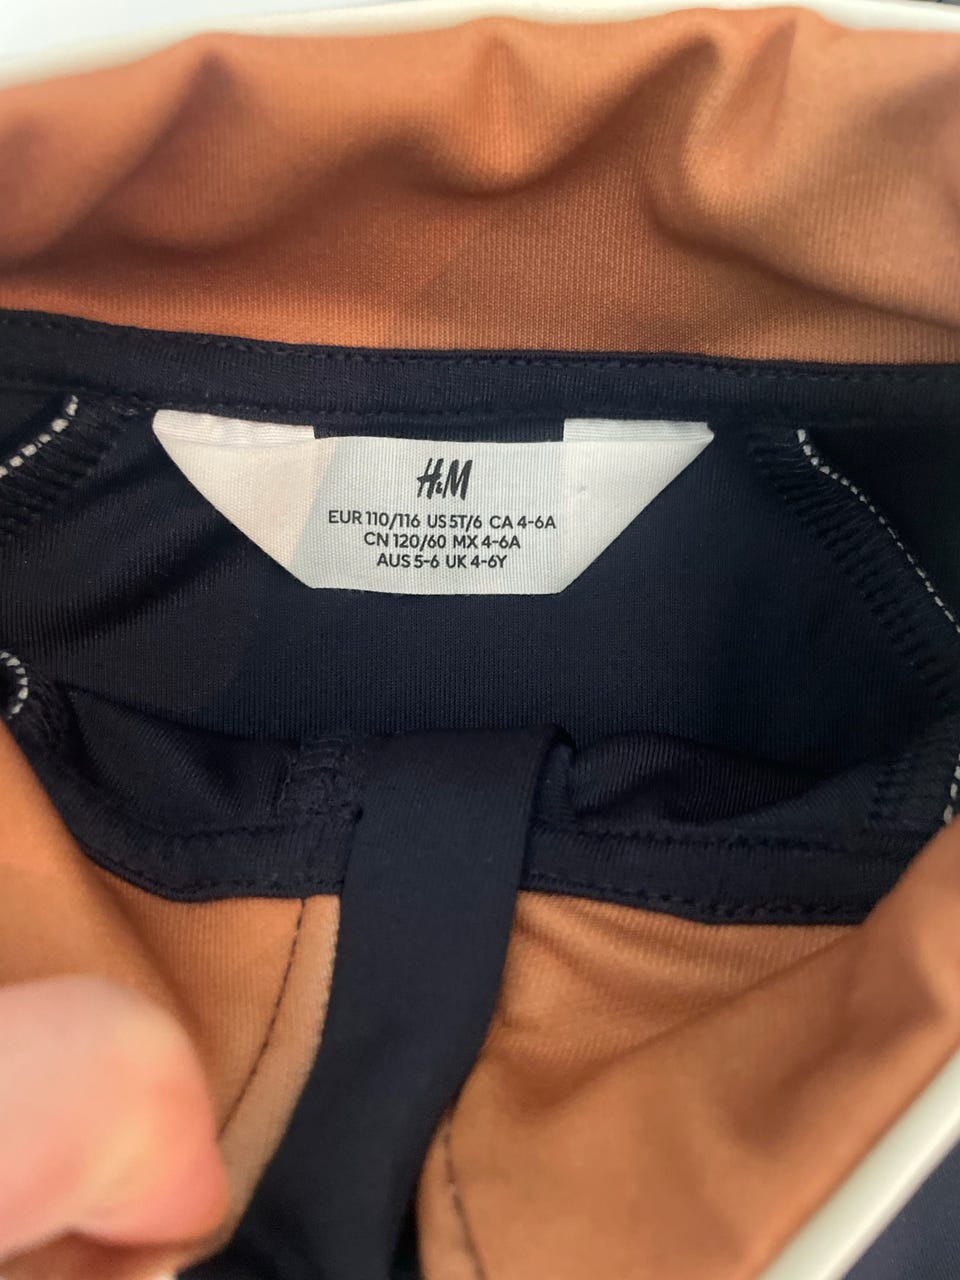 H&M
EUR 110/116 US 5T/6 CA 4-6A
CN 120/60 MX 4-6A
AUS 5-6 UK 4-6Y